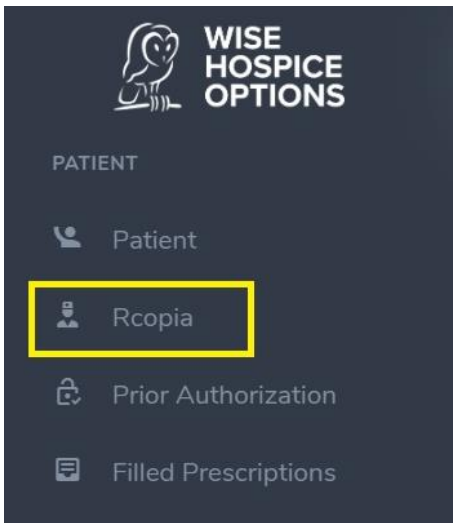 WISE
HOSPICE
OPTIONS
PATIENT
Patient
Rcopia
Prior Authorization
Filled Prescriptions